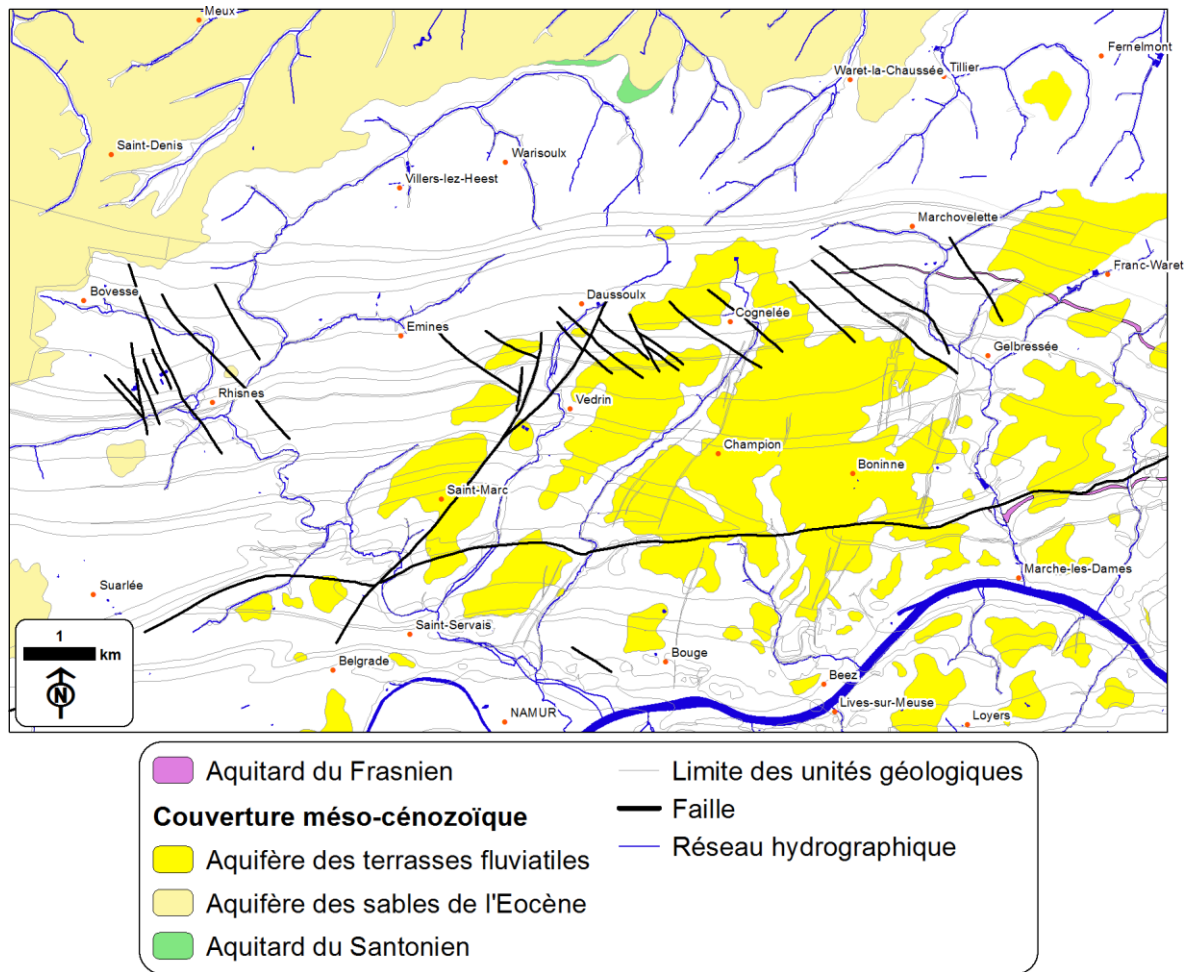 Meux
Fernelmont
Waret-la-Chaussée
Tillier
Saint-Denis
Warisoulx
Villers-lez-Heest
Marchovelette
Franc-Waret
Bovesse
Daussoulx
Cognelée
Emines
Gelbressée
Rhisnes
Vedrin
Champion
Boninne
Saint-Marc
Suarlée
Marche-les-Dames
Saint-Servais
Bouge
Belgrade
Beez
Lives-sur-Meuse
NAMUR
Loyers
1
km
N
Aquitard du Frasnien
Couverture méso-cénozoïque
Aquifère des terrasses fluviatiles
Aquifère des sables de l'Eocène
Aquitard du Santonien
Limite des unités géologiques
Faille
Réseau hydrographique